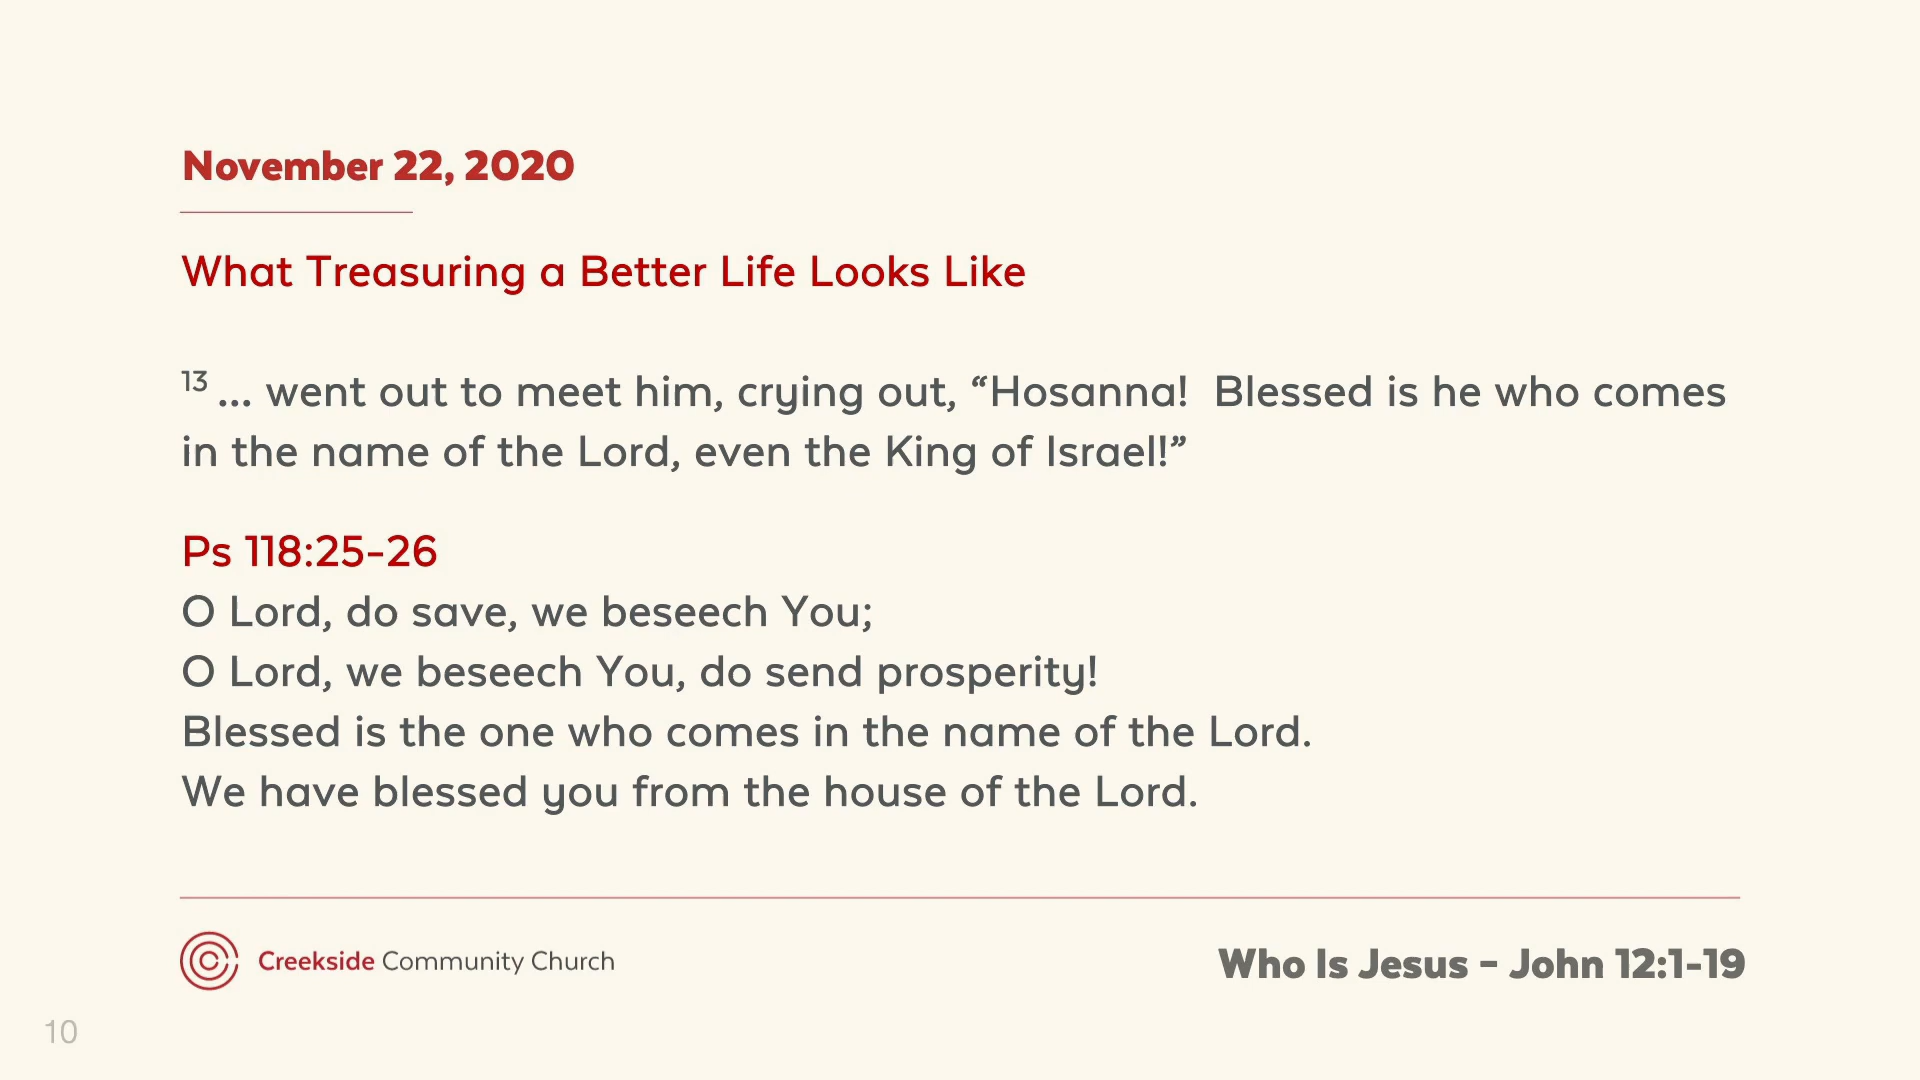 November 22, 2020
What Treasuring a Better Life Looks Like
13 ... went out to meet him, crying out, “Hosanna!  Blessed is he who comes
in the name of the Lord, even the King of Israel!”
Ps 118:25-26
O Lord, do save, we beseech You;
O Lord, we beseech You, do send prosperity!
Blessed is the one who comes in the name of the Lord.
We have blessed you from the house of the Lord.
Creekside Community Church
Who Is Jesus – John 12:1-19
10